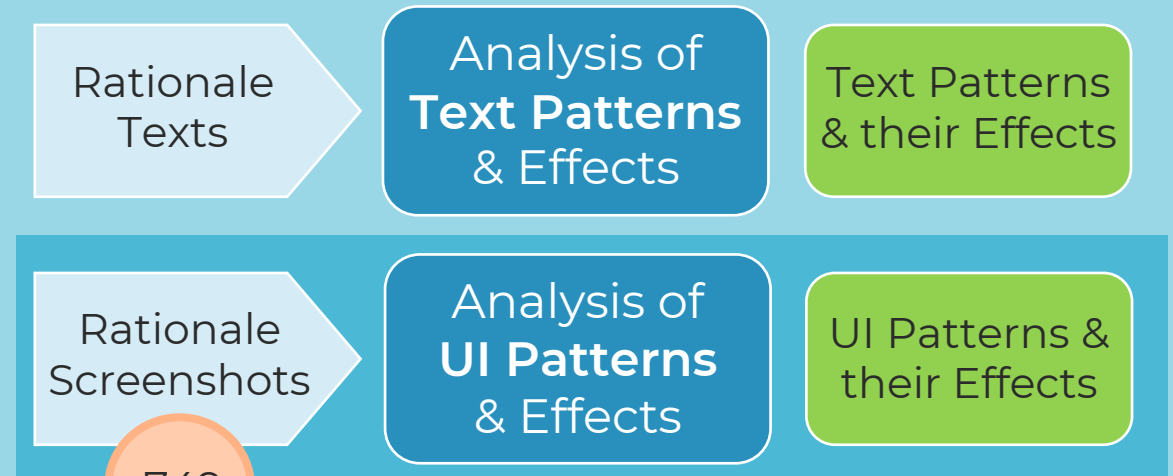 Rationale
Texts
Analysis of
Text Patterns
& Effects
Text Patterns
& their Effects
Rationale
Screenshots
Analysis of
UI Patterns
& Effects
UI Patterns &
their Effects